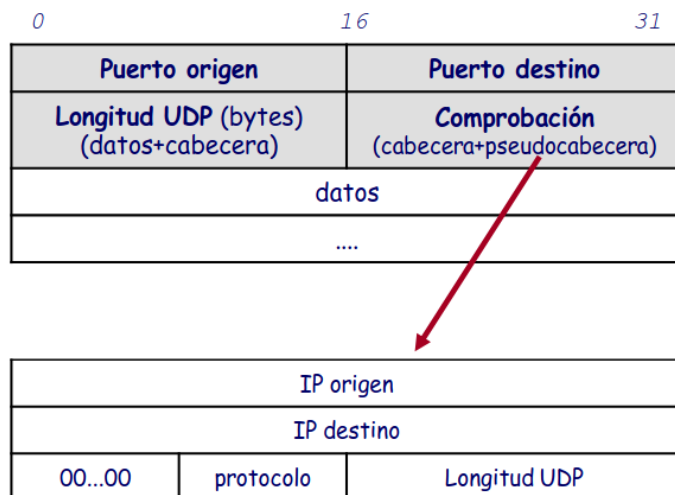 0 16 31
Puerto origen Puerto destino
Longitud UDP (bytes) Comprobación
(datos+cabecera) (cabecera+pseudocabecera)
datos
....
IP origen
IP destino
00...00 protocolo Longitud UDP